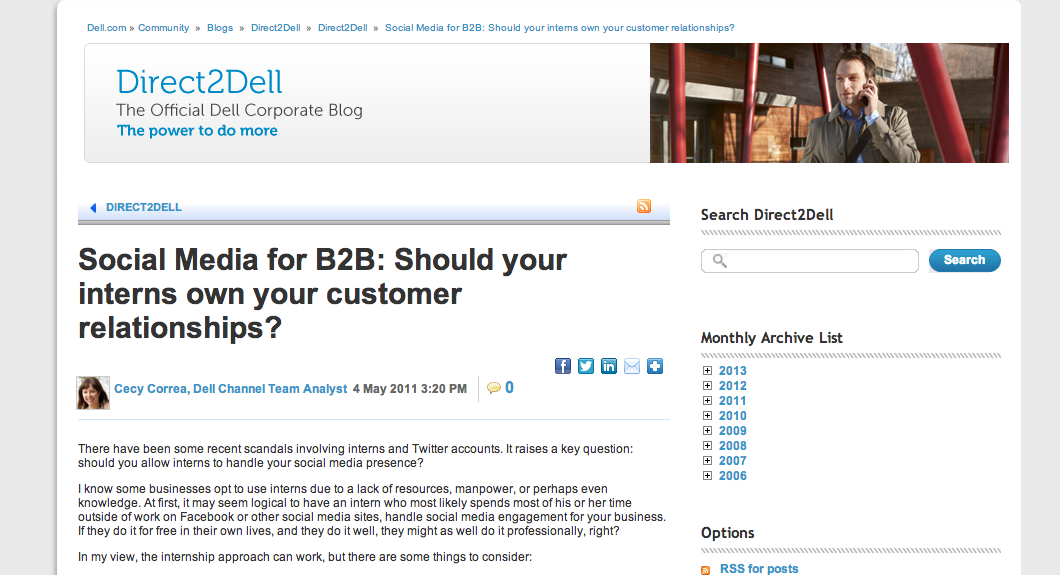 Dell.com » Community » Blogs » Direct2Dell » Direct2Dell » Social Media for B2B: Should your interns own your customer relationships?
Direct2Dell
The Official Dell Corporate Blog
The power to do more
DIRECT2DELL
Social Media for B2B: Should your
interns own your customer
relationships?
Cecy Correa, Dell Channel Team Analyst 4 May 2011 3:20 PM 0
There have been some recent scandals involving interns and Twitter accounts. It raises a key question:
should you allow interns to handle your social media presence?
I know some businesses opt to use interns due to a lack of resources, manpower, or perhaps even
knowledge. At first, it may seem logical to have an intern who most likely spends most of his or her time
outside of work on Facebook or other social media sites, handle social media engagement for your business.
If they do it for free in their own lives, and they do it well, they might as well do it professionally, right?
In my view, the internship approach can work, but there are some things to consider:
Search Direct2Dell
Search
Monthly Archive List
2013
2012
2011
2010
2009
2008
2007
2006
Options
RSS for posts